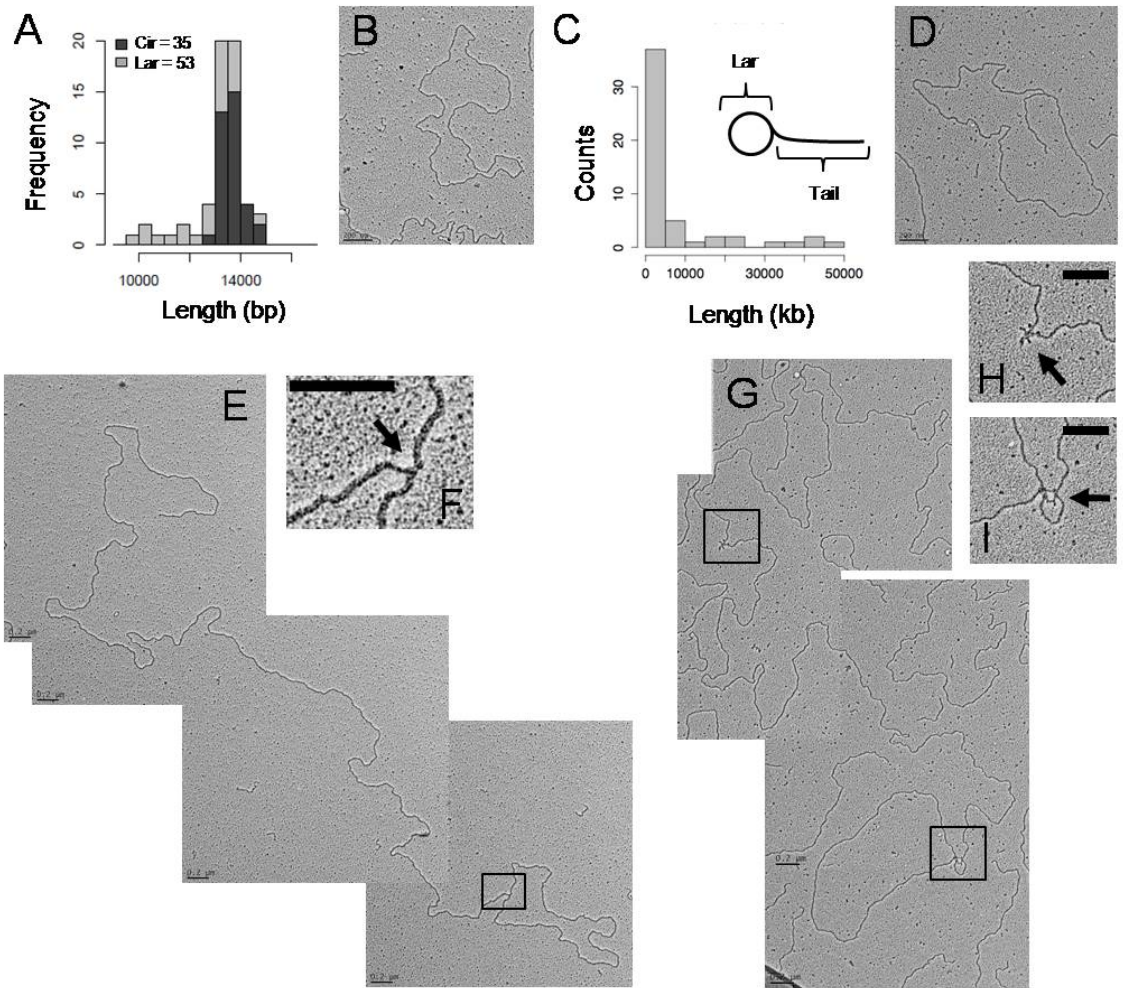 A
20
15
10
5
0
Cir = 35
Lar = 53
Frequency
10000 14000
Length (bp)
B
C
30
20
10
0
Counts
Lar
Tail
0 10000 30000 50000
Length (kb)
D
E
0.2 µm
0.2 µm
0.2 µm
0.2 µm
F
G
0.2 µm
H
I